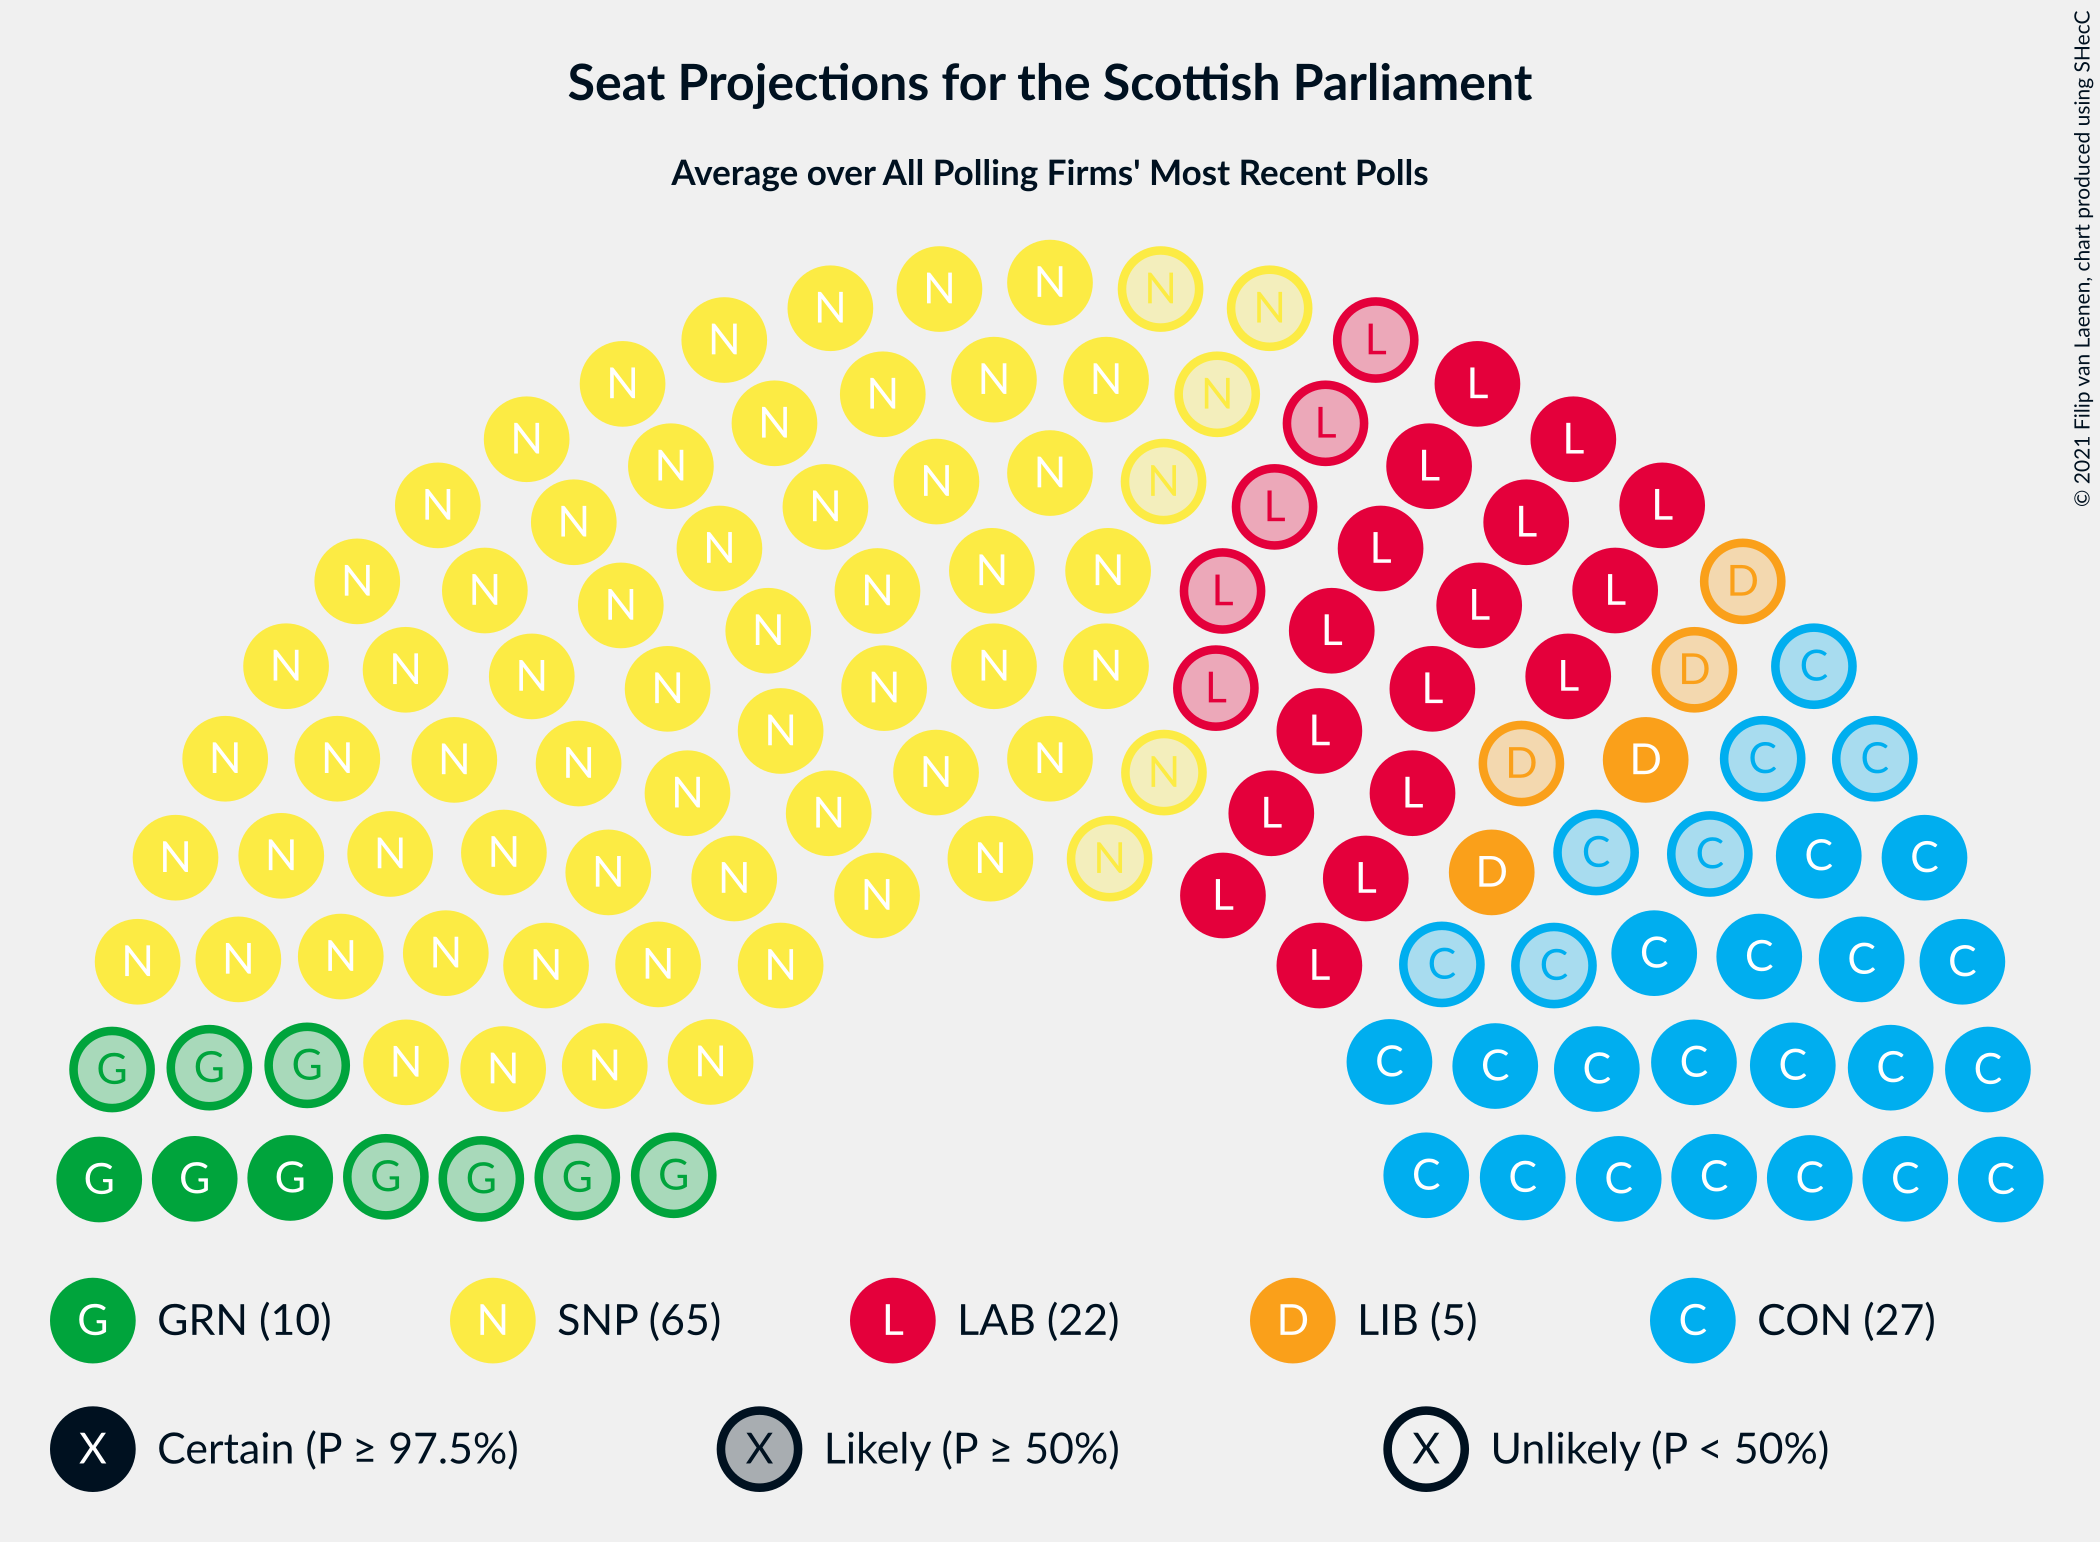 Seat Projections for the Scottish Parliament
Average over All Polling Firms' Most Recent Polls
© 2021 Filip van Laenen, chart produced using SHecC
N N N N N
N L
N N N N N L
N N L L
N N N N L
N N L L
N L
N L
N N N N N L L D
N L
N L
N N N N N N N L L L D C
N L
N N N N N N N N L D D C C
N L
N N N N N N N N N L L D C C C C
N N N N N N N L C C C C C C
G G G N N N N C C C C C C C
G G G G G G G C C C C C C C
G GRN (10) N SNP (65) L LAB (22) D LIB (5) C CON (27)
X Certain (P ≥ 97.5%) X Likely (P ≥ 50%) X Unlikely (P < 50%)